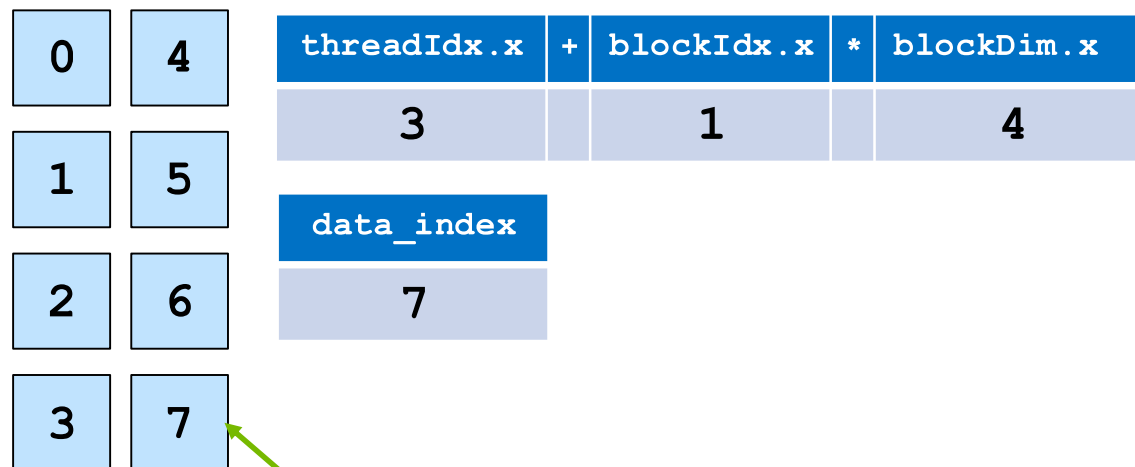 0 4
1 5
2 6
3 7
threadIdx.x + blockIdx.x * blockDim.x
3 1 4
data_index
7